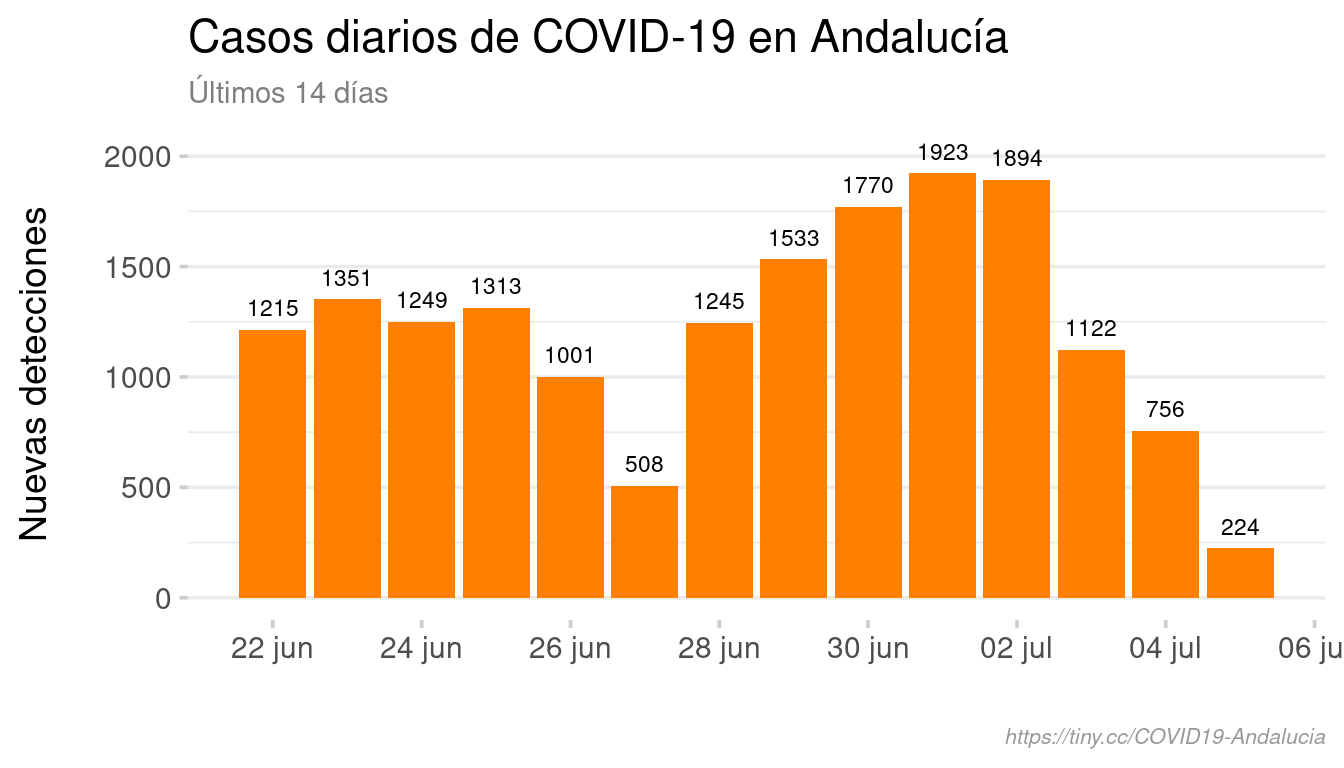 Casos diarios de COVID-19 en Andalucía
Últimos 14 días
Nuevas detecciones
2000
1500
1000
500
0
1215
1351
1249
1313
1001
508
1245
1533
1770
1923
1894
1122
756
224
22 jun
24 jun
26 jun
28 jun
30 jun
02 jul
04 jul
06 ju
https://tiny.cc/COVID19-Andalucia